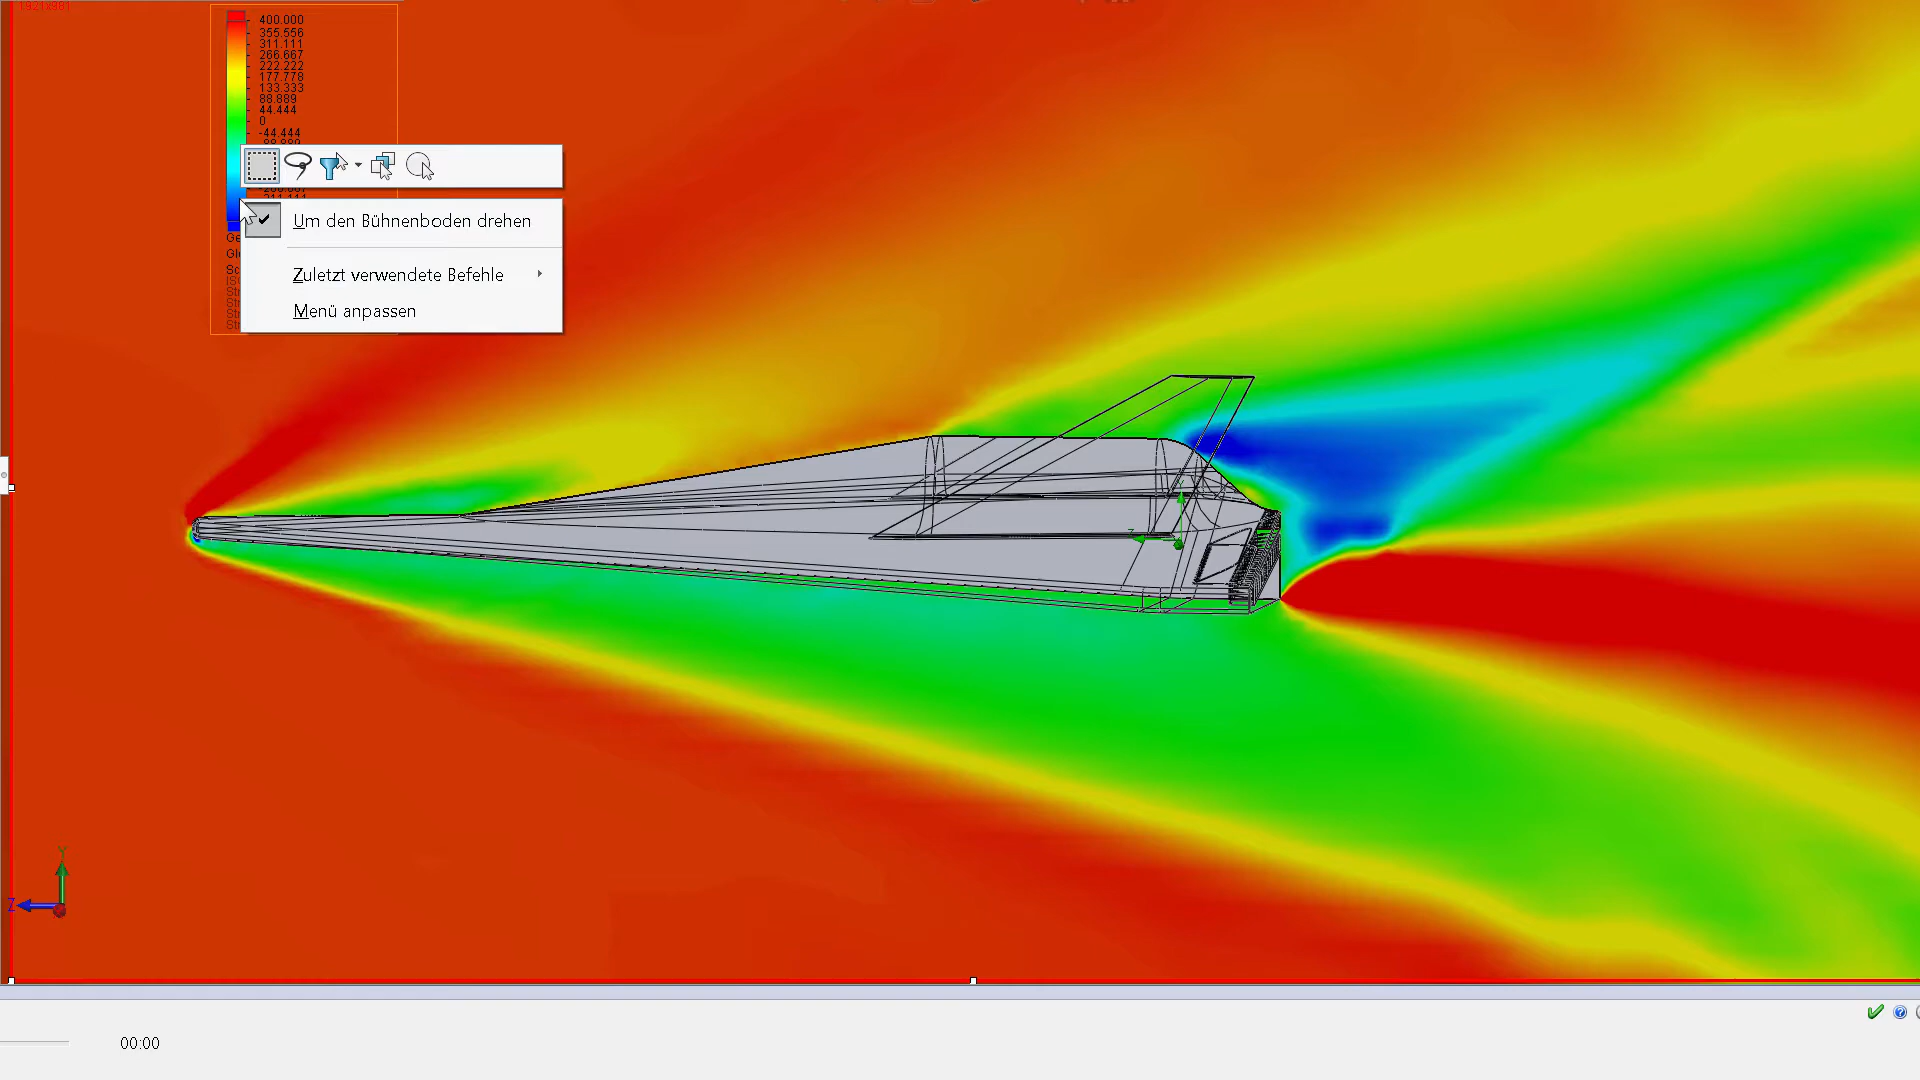 1921x981
400.000
355.556
311.111
266.667
222.222
177.778
133.333
88.889
44.444
0
-44.444
Um den Bühnenboden drehen
Zuletzt verwendete Befehle
Menü anpassen
Y
Z
Y
Z
00:00